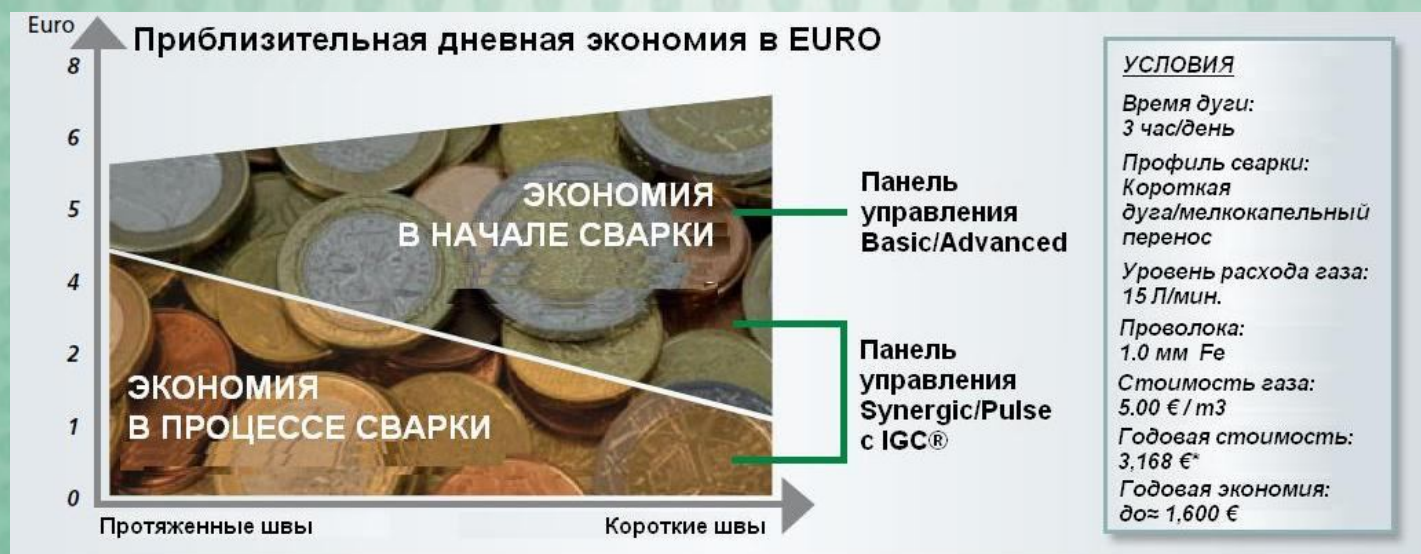 Euro
Приблизительная дневная экономия в EURO
8
6
5
4
2
1
0
ЭКОНОМИЯ
В НАЧАЛЕ СВАРКИ
ЭКОНОМИЯ
В ПРОЦЕССЕ СВАРКИ
Протяженные швы
Короткие швы
Панель
управления
Basic/Advanced
Панель
управления
Synergic/Pulse
с IGC®
УСЛОВИЯ
Время дуги:
3 час/день
Профиль сварки:
Короткая
дуга/мелкокапельный
перенос
Уровень расхода газа:
15 Л/мин.
Проволока:
1.0 мм Fe
Стоимость газа:
5.00 € / m3
Годовая стоимость:
3,168 €*
Годовая экономия:
до≈ 1,600 €